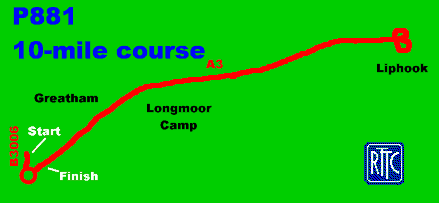 P881
10-mile course
A3
Liphook
Greatham
Longmoor
Camp
B3006
Start
Finish
RTTC